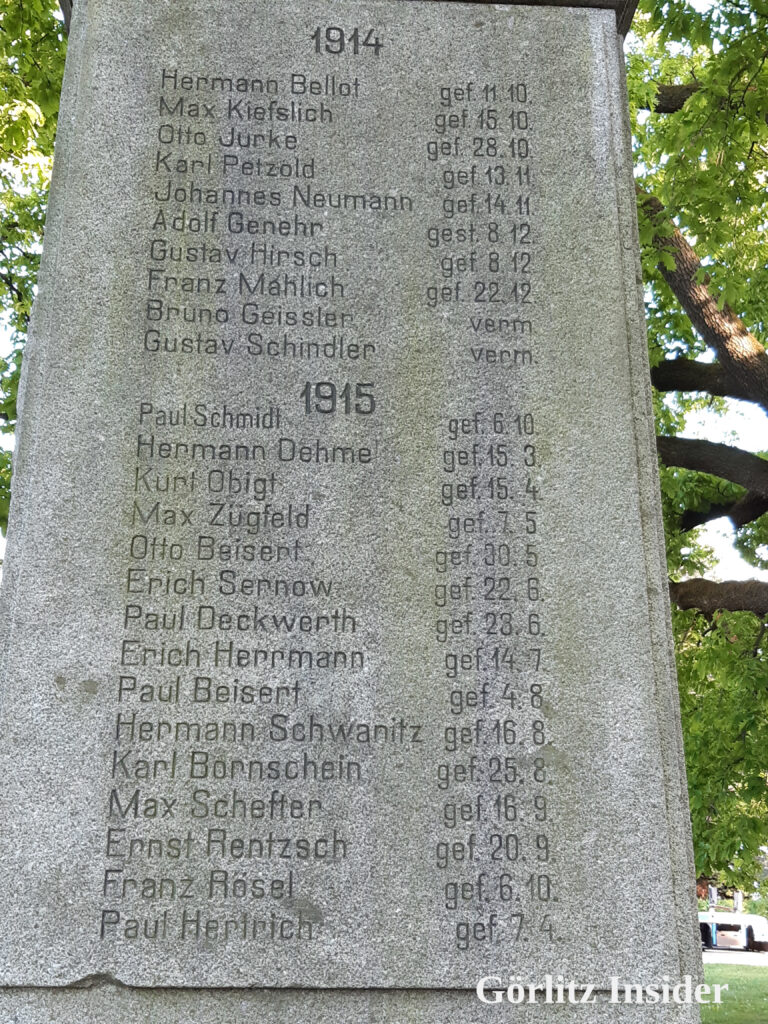 1914
Hermann Bellot gef. 11. 10.
Max Kiefslich gef. 15. 10.
Otto Jurke gef. 28. 10.
Karl Petzold gef. 13. 11.
Johannes Neumann gef. 14. 11.
Adolf Genehr gest. 8. 12.
Gustav Hirsch gef. 8. 12.
Franz Mahlich gef. 22. 12.
Bruno Geissler verm.
Gustav Schindler verm.
1915
Paul Schmidt gef. 6. 10.
Hermann Dehmel gef. 15. 3.
Kurt Obigt gef. 15. 4.
Max Zugfeld gef. 7. 5.
Otto Beisert gef. 30. 5.
Erich Sernow gef. 22. 6.
Paul Deckwerth gef. 23. 6.
Erich Herrmann gef. 14. 7.
Paul Beisert gef. 4. 8.
Hermann Schwanitz gef. 16. 8.
Karl Bornschein gef. 25. 8.
Max Scheffer gef. 16. 9.
Ernst Rentzsch gef. 20. 9.
Franz Rösel gef. 6. 10.
Paul Hertrich gef. 7. 4.
Görlitz Insider